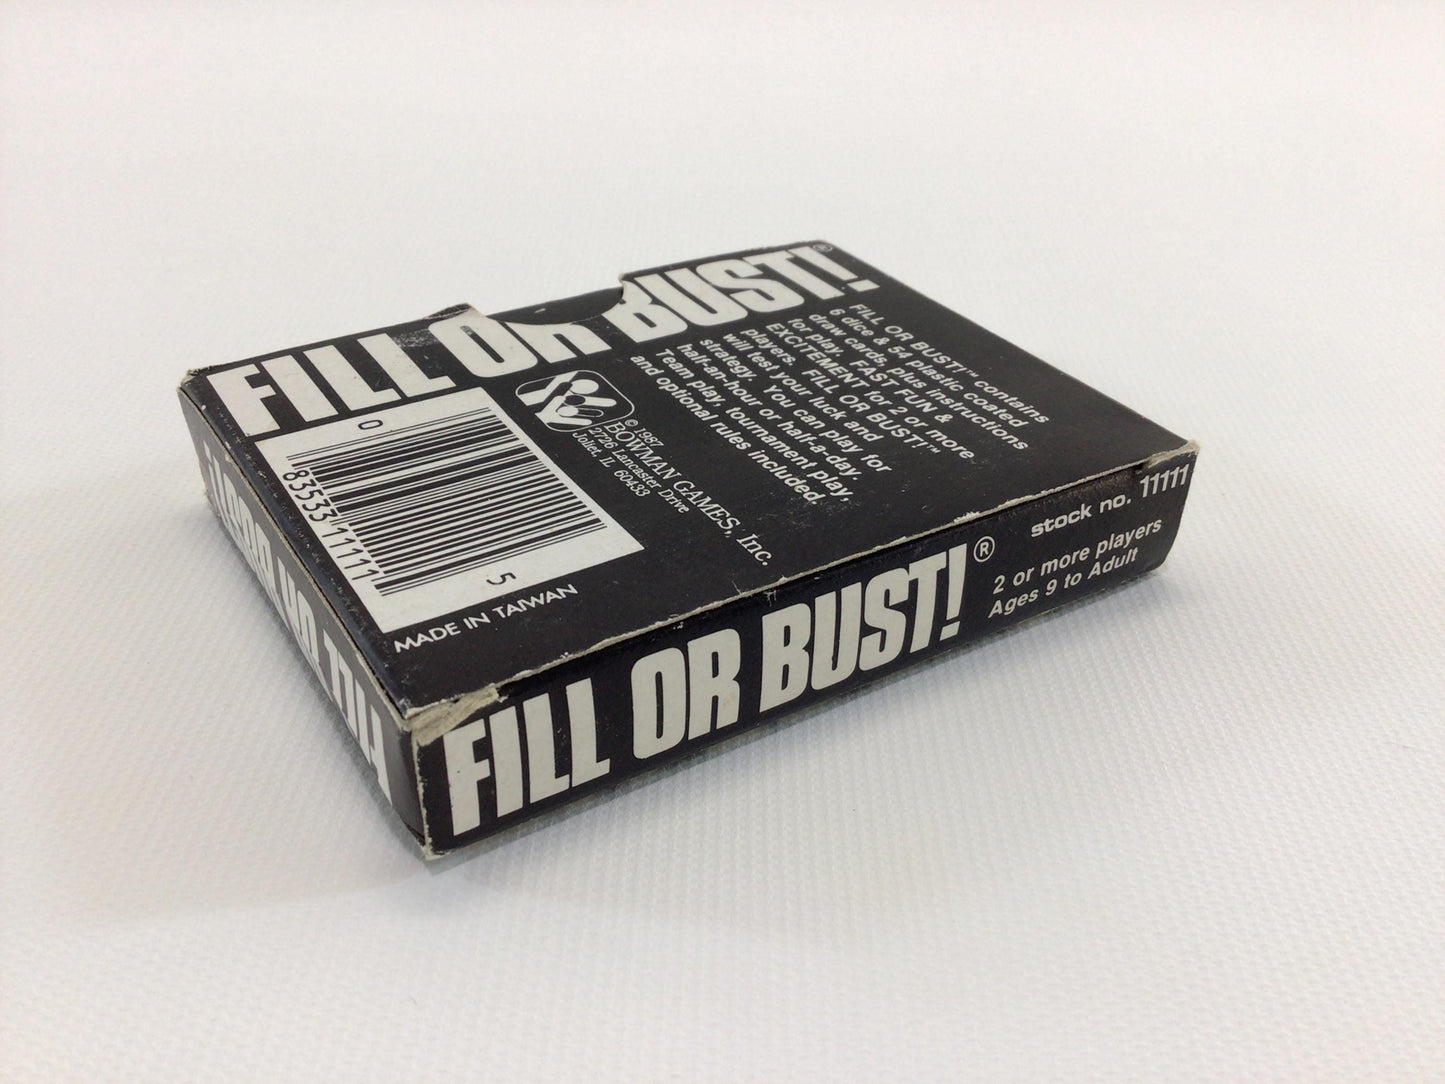 FILL OR BUST!®
FILL OR BUST!™ contains
6 dice & 54 plastic coated
draw cards, plus instructions
for play. FAST FUN &
EXCITEMENT for 2 or more
players. FILL OR BUST!™
will test your luck and
strategy. You can play for
half-an-hour or half-a-day.
Team play, tournament play,
and optional rules included.
© 1987
BOWMAN GAMES, Inc.
2726 Lancaster Drive
Joliet, IL 60433
0
83533 11111
5
MADE IN TAIWAN
FILL OR BUST!®
stock no. 11111
2 or more players
Ages 9 to Adult
FILL OR BUST!